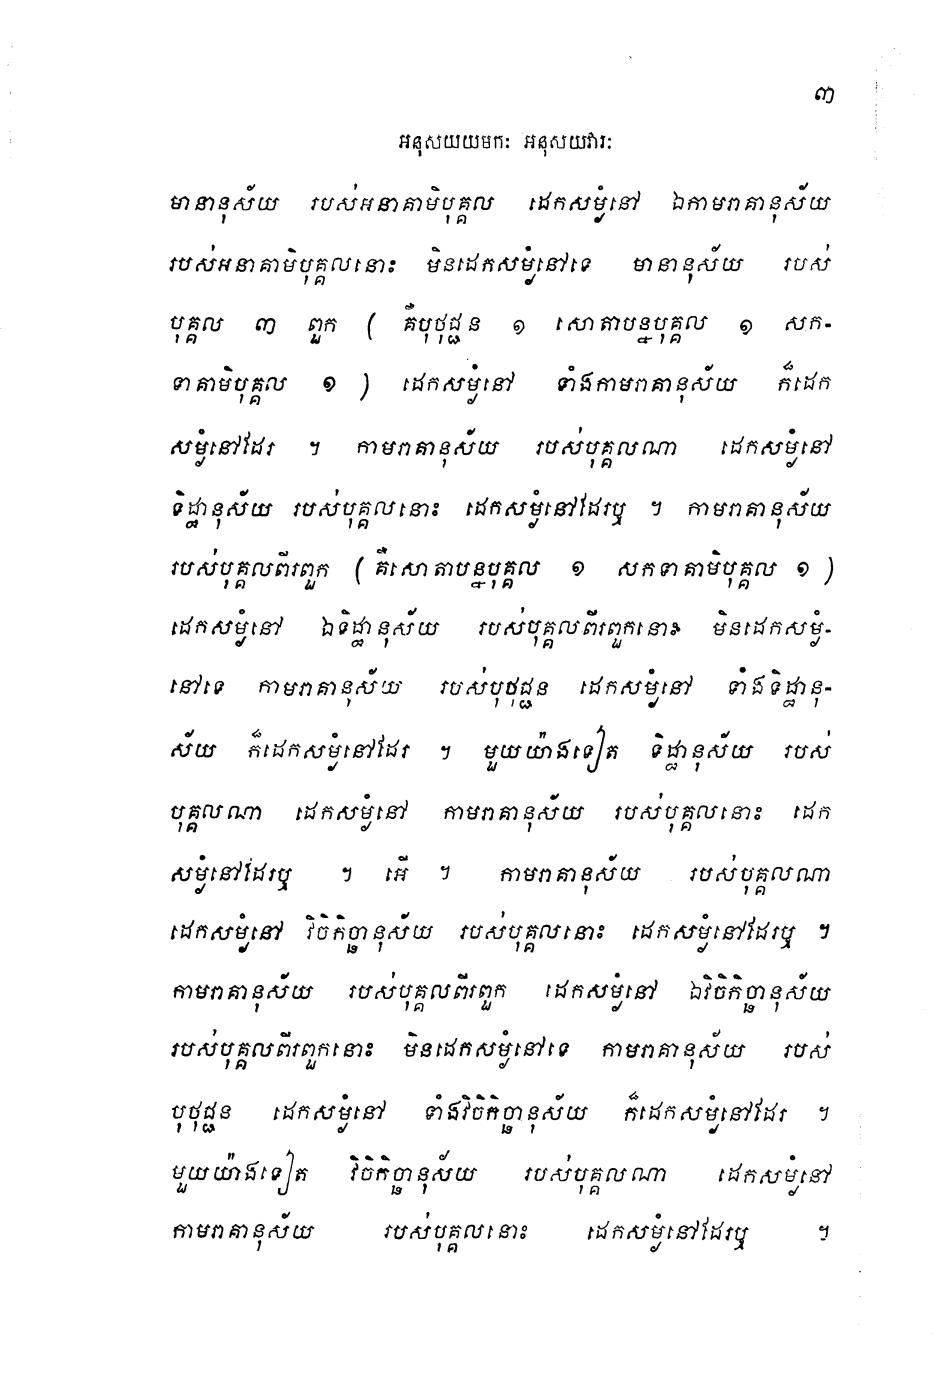 ៣
អនុសយយមកៈ អនុសយវារៈ
មានានុស័យ របស់អនាគាមិបុគ្គល ដេកសម្ងំនៅ ឯកាមរាគានុស័យ
របស់អនាគាមិបុគ្គលនោះ មិនដេកសម្ងំនៅទេ មានានុស័យ របស់
បុគ្គល ៣ ពួក ( គឺបុថុជ្ជន ១ សោតាបន្នបុគ្គល ១ សក-
ទាគាមិបុគ្គល ១ ) ដេកសម្ងំនៅ ទាំងកាមរាគានុស័យ ក៏ដេក
សម្ងំនៅដែរ ។ កាមរាគានុស័យ របស់បុគ្គលណា ដេកសម្ងំនៅ
ទិដ្ឋានុស័យ របស់បុគ្គលនោះ ដេកសម្ងំនៅដែរឬ ។ កាមរាគានុស័យ
របស់បុគ្គលពីរពួក ( គឺសោតាបន្នបុគ្គល ១ សកទាគាមិបុគ្គល ១ )
ដេកសម្ងំនៅ ឯទិដ្ឋានុស័យ របស់បុគ្គលពីរពួកនោះ មិនដេកសម្ងំ-
នៅទេ កាមរាគានុស័យ របស់បុថុជ្ជន ដេកសម្ងំនៅ ទាំងទិដ្ឋានុ-
ស័យ ក៏ដេកសម្ងំនៅដែរ ។ មួយយ៉ាងទៀត ទិដ្ឋានុស័យ របស់
បុគ្គលណា ដេកសម្ងំនៅ កាមរាគានុស័យ របស់បុគ្គលនោះ ដេក
សម្ងំនៅដែរឬ ។ អើ ។ កាមរាគានុស័យ របស់បុគ្គលណា
ដេកសម្ងំនៅ វិចិកិច្ឆានុស័យ របស់បុគ្គលនោះ ដេកសម្ងំនៅដែរឬ ។
កាមរាគានុស័យ របស់បុគ្គលពីរពួក ដេកសម្ងំនៅ ឯវិចិកិច្ឆានុស័យ
របស់បុគ្គលពីរពួកនោះ មិនដេកសម្ងំនៅទេ កាមរាគានុស័យ របស់
បុថុជ្ជន ដេកសម្ងំនៅ ទាំងវិចិកិច្ឆានុស័យ ក៏ដេកសម្ងំនៅដែរ ។
មួយយ៉ាងទៀត វិចិកិច្ឆានុស័យ របស់បុគ្គលណា ដេកសម្ងំនៅ
កាមរាគានុស័យ របស់បុគ្គលនោះ ដេកសម្ងំនៅដែរឬ ។